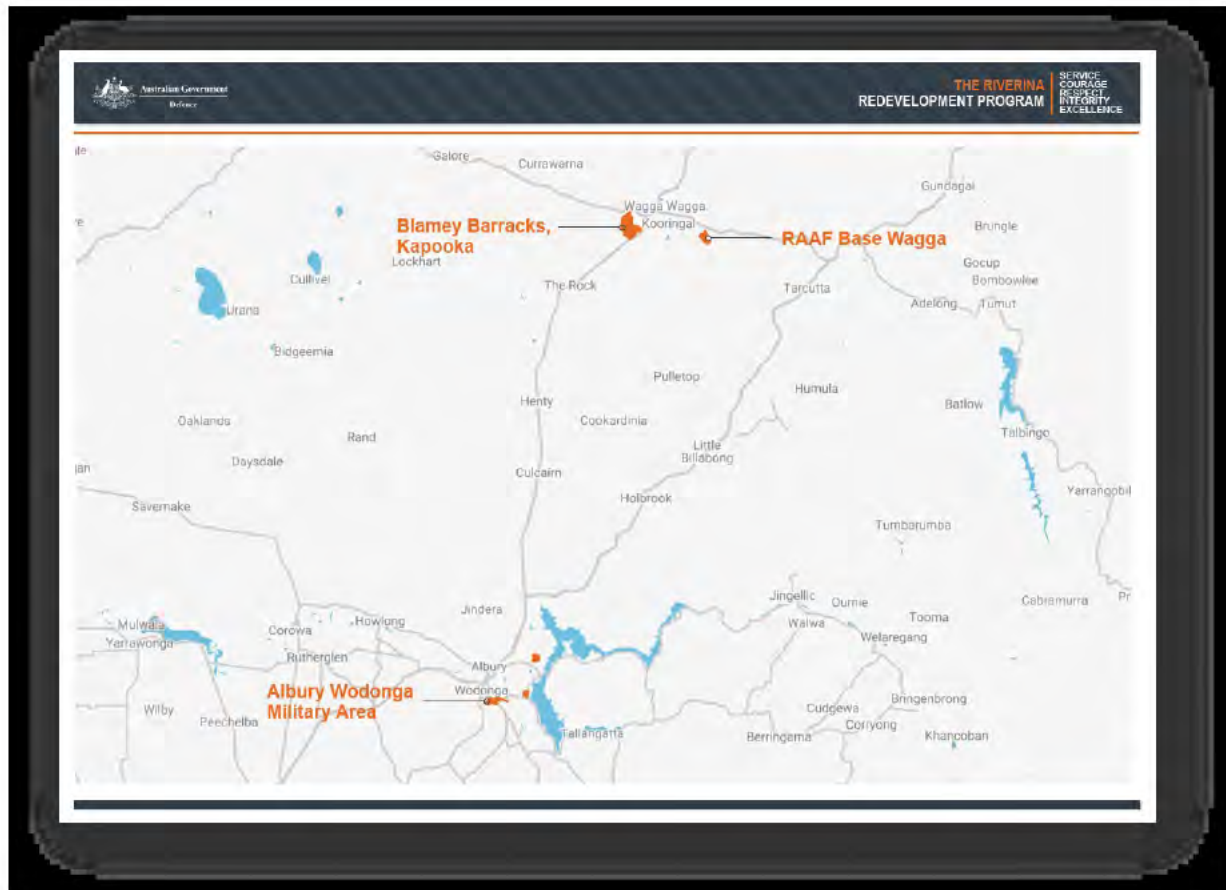 Australian Government
Defence
THE RIVERINA
REDEVELOPMENT PROGRAM
SERVICE
COURAGE
RESPECT
INTEGRITY
EXCELLENCE
Galore
Currawarna
Gundagai
Wagga Wagga
Kooringal
Blamey Barracks,
Kapooka
RAAF Base Wagga
Brungle
Lockhart
Gocup
Bombowlee
Cullivel
The Rock
Tarcutta
Adelong
Tumut
Urana
Bidgeemia
Pulletop
Humula
Henty
Batlow
Oaklands
Cookardinia
Rand
Talbingo
Little
Billabong
Daysdale
Culcairn
Yarrangobil
Holbrook
Savernake
Tumbarumba
Jingellic
Ournie
Cabramurra
Pr
Jindera
Tooma
Mulwala
Corowa
Howlong
Walwa
Welaregang
Yarrawonga
Rutherglen
Albury
Wodonga
Albury Wodonga
Military Area
Bringenbrong
Wilby
Peechelba
Cudgewa
Corryong
Tallangatta
Berringama
Khancoban